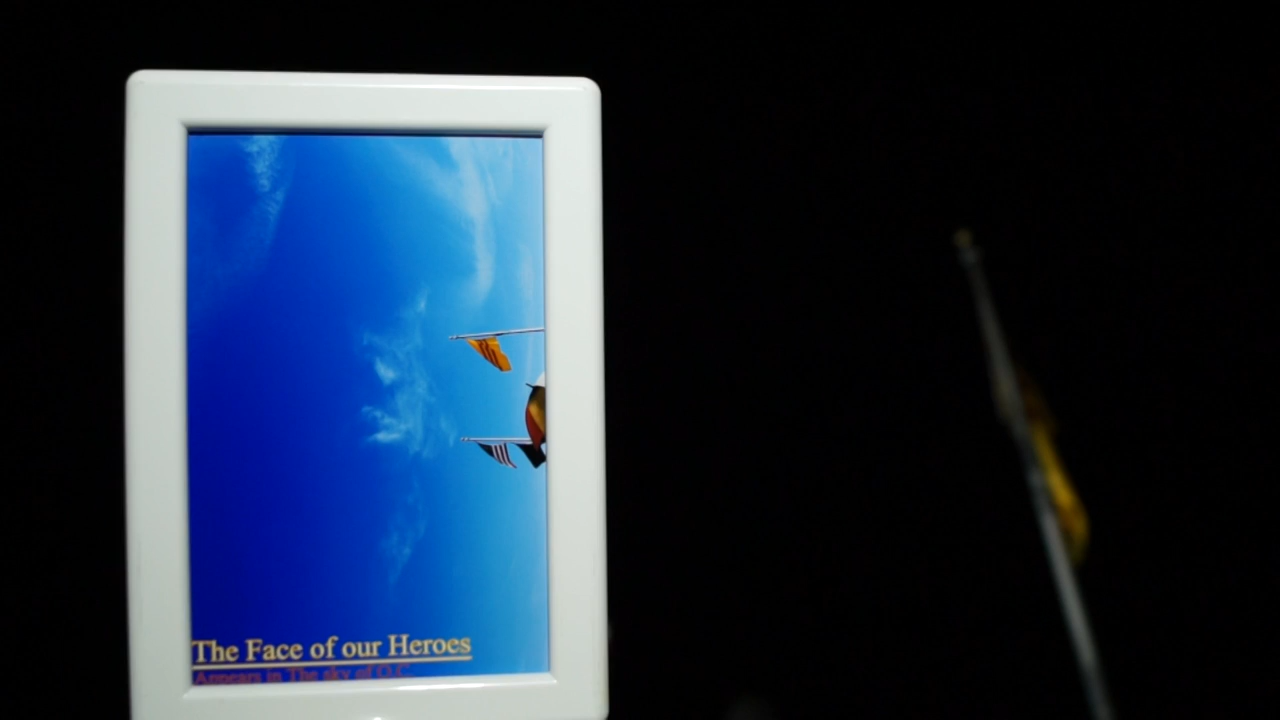 The Face of our Heroes
Appears in The sky of O.C.